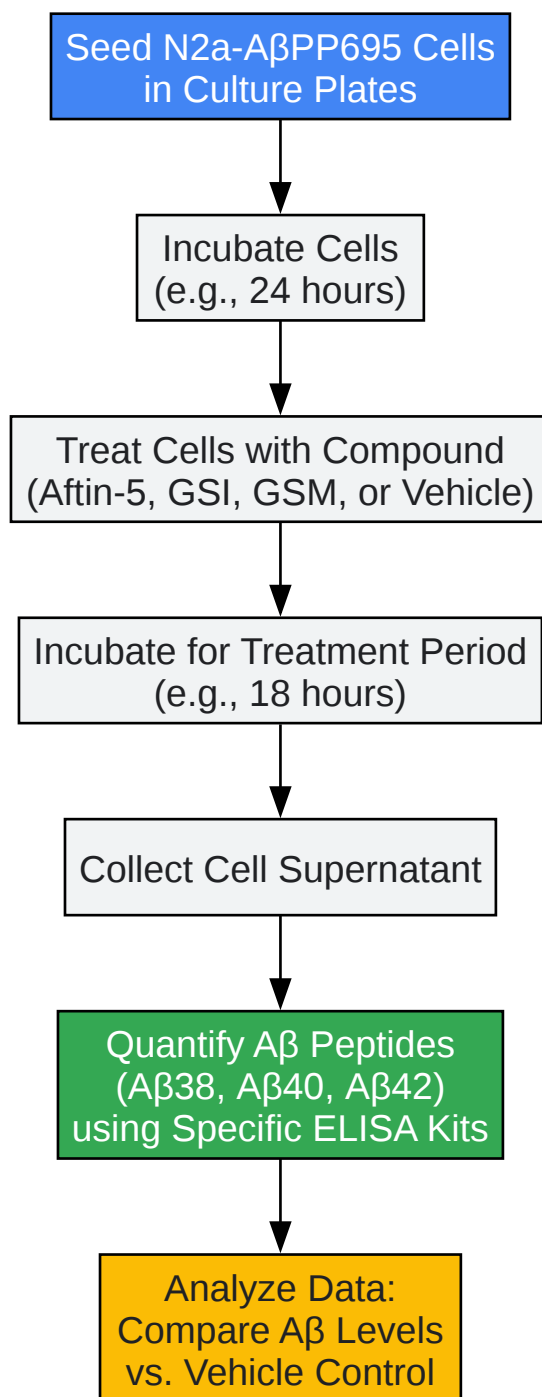 Seed N2a-AβPP695 Cells
in Culture Plates
Incubate Cells
(e.g., 24 hours)
Treat Cells with Compound
(Aftin-5, GSI, GSM, or Vehicle)
Incubate for Treatment Period
(e.g., 18 hours)
Collect Cell Supernatant
Quantify Aβ Peptides
(Aβ38, Aβ40, Aβ42)
using Specific ELISA Kits
Analyze Data:
Compare Aβ Levels
vs. Vehicle Control